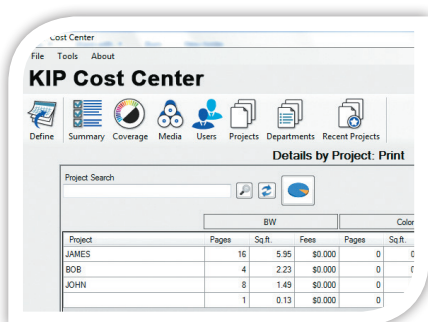 Cost Center
File Tools About
KIP Cost Center
Define Summary Coverage Media Users Projects Departments Recent Projects
Details by Project: Print
Project Search
BW Color
Project Pages Sq.ft. Fees Pages Sq.ft.
JAMES 16 5.95 $0.000 0
BOB 4 2.23 $0.000 0
JOHN 8 1.49 $0.000 0
1 0.13 $0.000 0